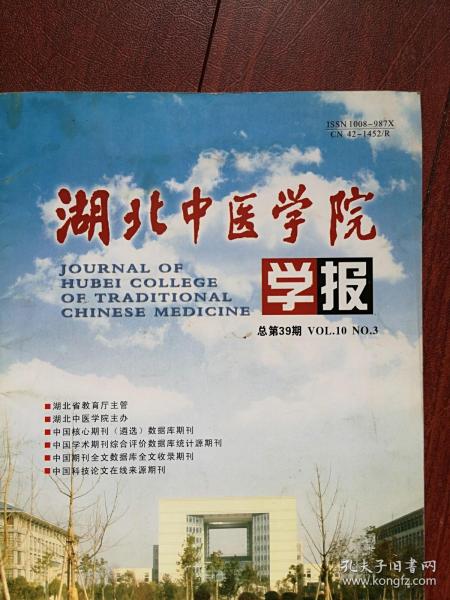 ISSN 1008-987X
CN 42-1452/R
湖北中医学院
JOURNAL OF
HUBEI COLLEGE
OF TRADITIONAL
CHINESE MEDICINE
学报
总第39期 VOL.10 NO.3
■湖北省教育厅主管
■湖北中医学院主办
■中国核心期刊（遴选）数据库期刊
■中国学术期刊综合评价数据库统计源期刊
■中国期刊全文数据库全文收录期刊
■中国科技论文在线来源期刊
孔夫子旧书网
www.kongfz.com